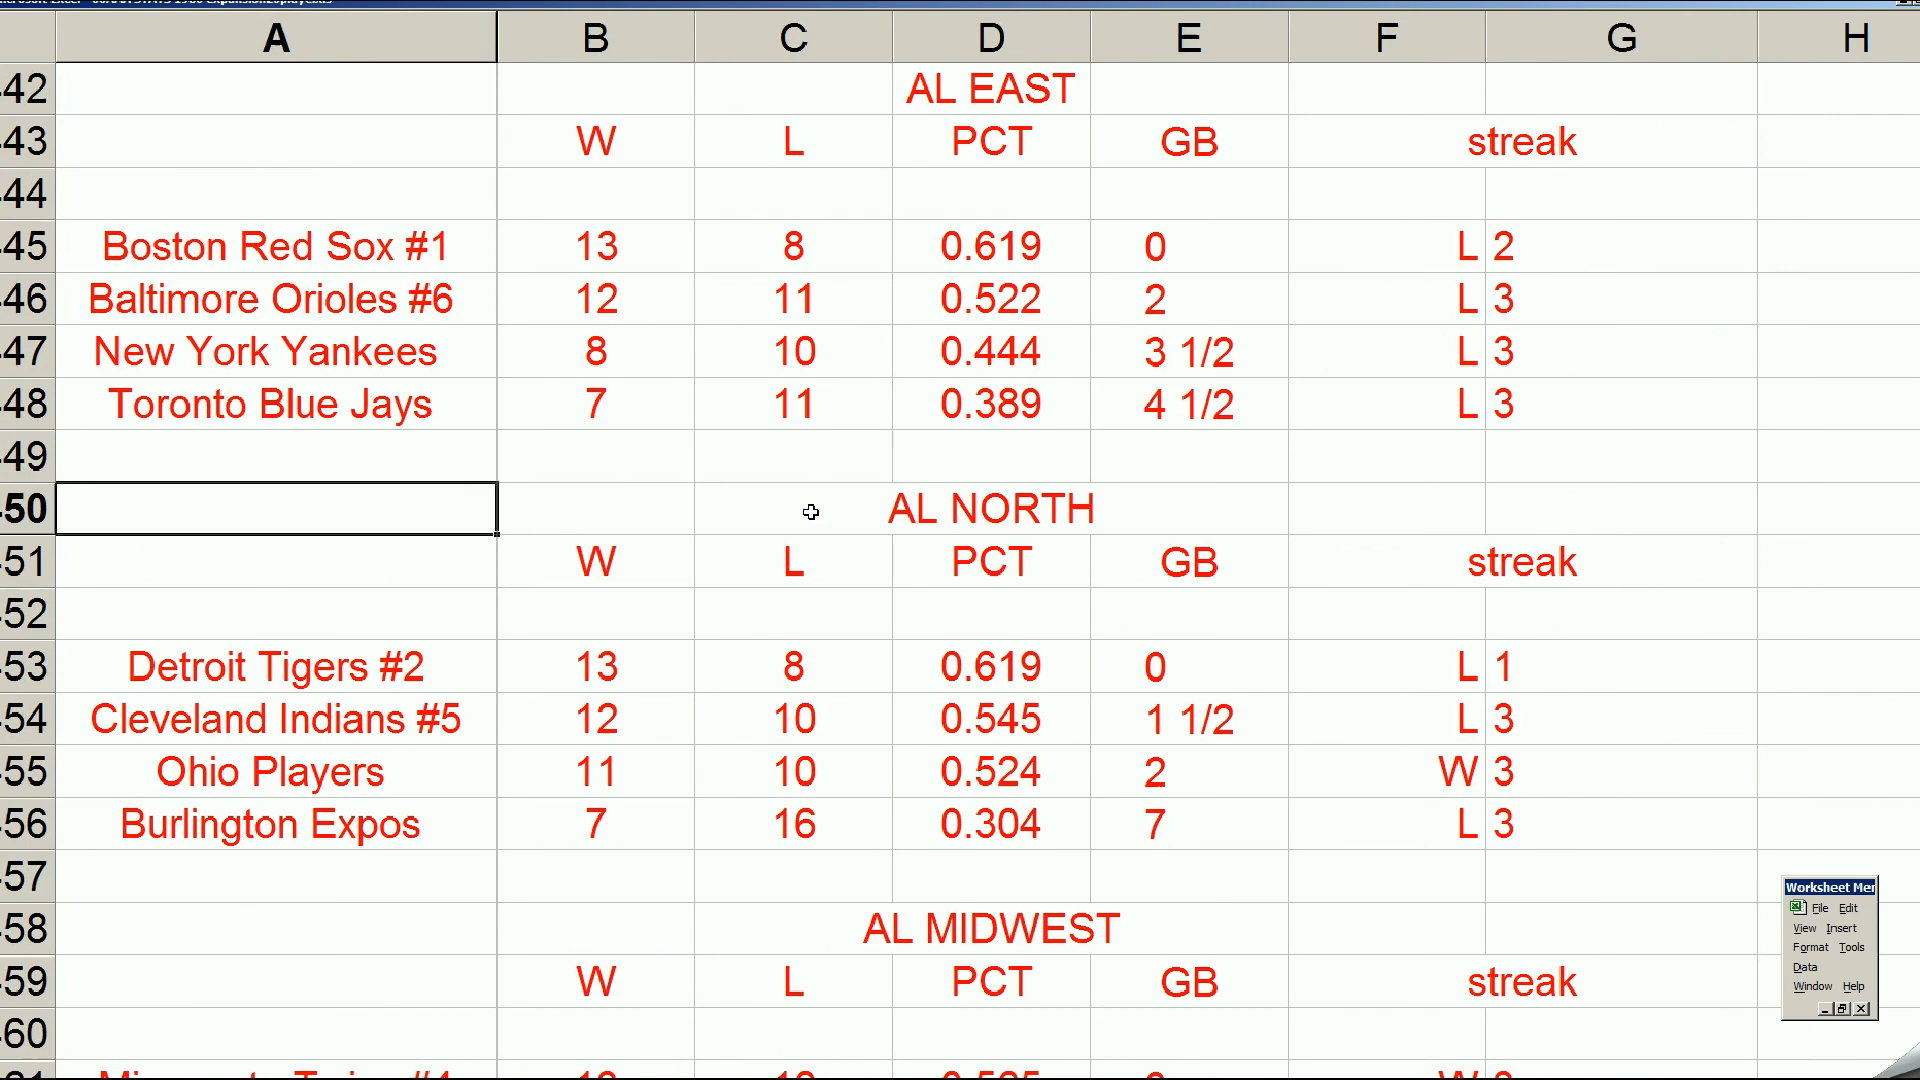 A B C D E F G H
42 AL EAST
43 W L PCT GB streak
44
45 Boston Red Sox #1 13 8 0.619 0 L 2
46 Baltimore Orioles #6 12 11 0.522 2 L 3
47 New York Yankees 8 10 0.444 3 1/2 L 3
48 Toronto Blue Jays 7 11 0.389 4 1/2 L 3
49
50 AL NORTH
51 W L PCT GB streak
52
53 Detroit Tigers #2 13 8 0.619 0 L 1
54 Cleveland Indians #5 12 10 0.545 1 1/2 L 3
55 Ohio Players 11 10 0.524 2 W 3
56 Burlington Expos 7 16 0.304 7 L 3
57
58 AL MIDWEST
59 W L PCT GB streak
60
Worksheet Mer
File Edit
View Insert
Format Tools
Data
Window Help